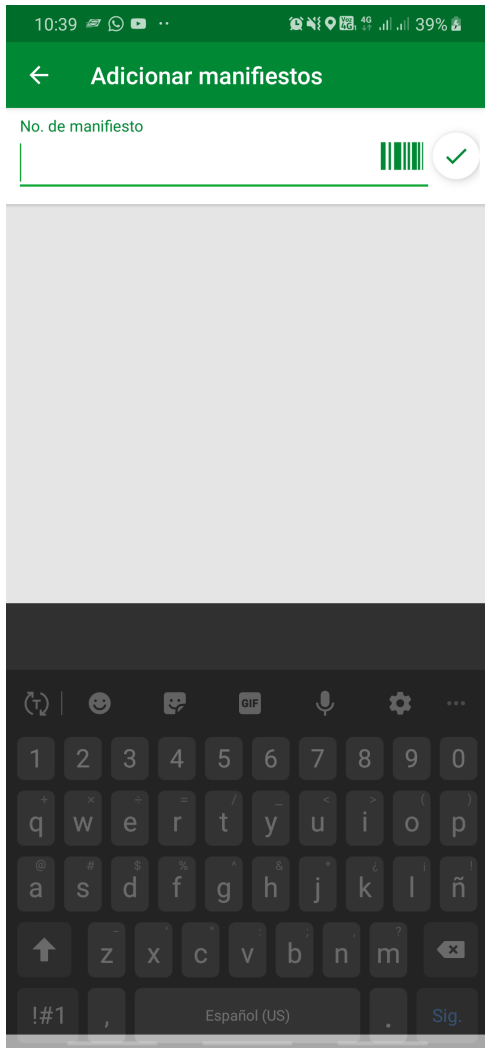 10:39 39%
Adicionar manifiestos
No. de manifiesto
GIF
1 2 3 4 5 6 7 8 9 0
+ × ÷ = / _ < > ( )
q w e r t y u i o p
@ # $ % ^ & * ¿ ¡ !
a s d f g h j k l ñ
- ' " : ; , ?
z x c v b n m
!#1 , Español (US) . Sig.